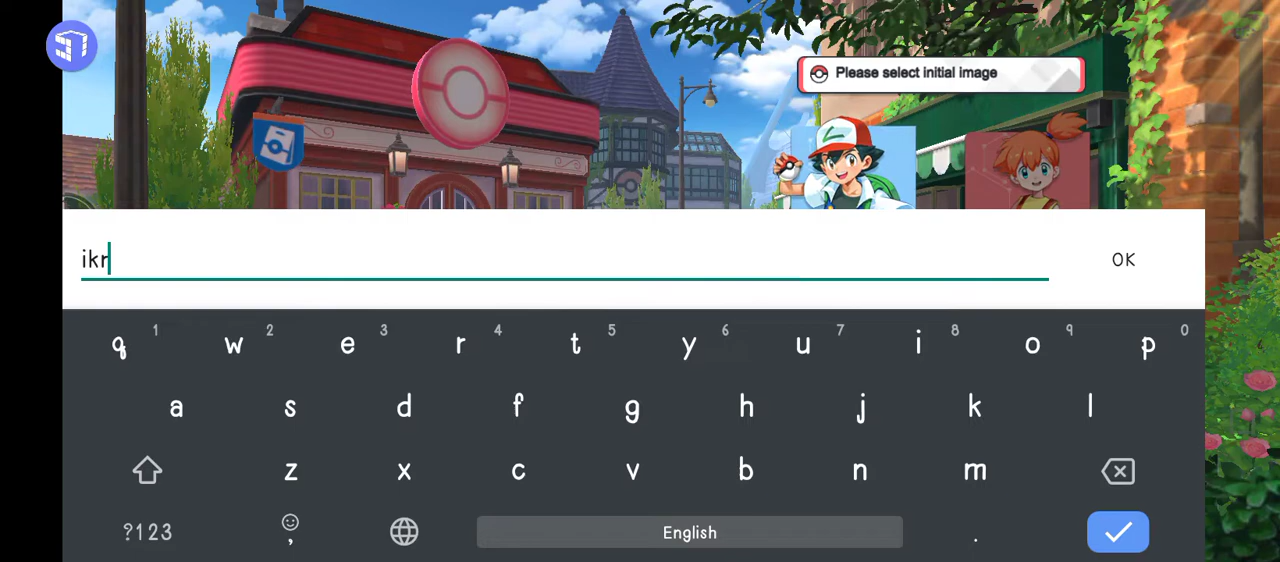 Please select initial image
ikr
OK
1 2 3 4 5 6 7 8 9 0
q w e r t y u i o p
a s d f g h j k l
z x c v b n m
?123 , English .